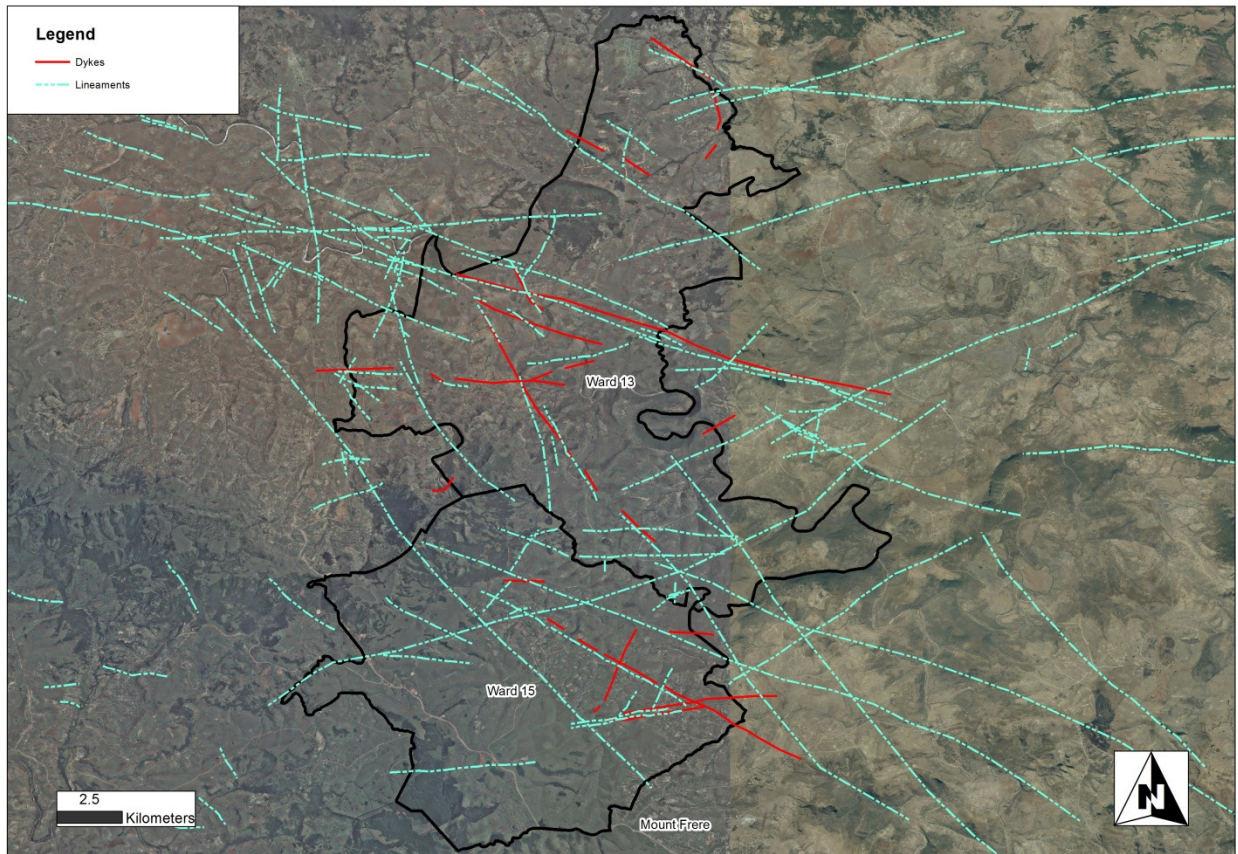 Legend
Dykes
Lineaments
Ward 13
Ward 15
2.5
Kilometers
N
Mount Frere